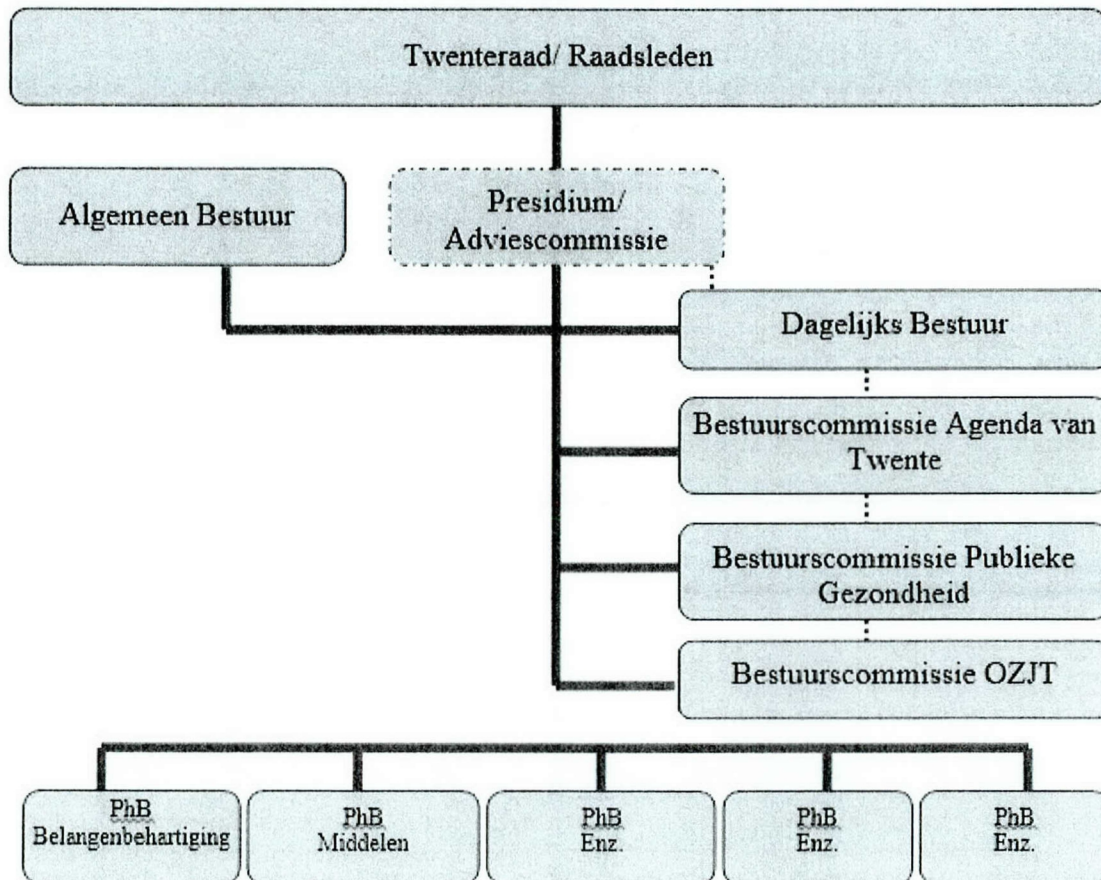 Twenteraad/ Raadsleden
Algemeen Bestuur
Presidium/
Adviescommissie
Dagelijks Bestuur
Bestuurscommissie Agenda van
Twente
Bestuurscommissie Publieke
Gezondheid
Bestuurscommissie OZJT
PhB
Belangenbehartiging
PhB
Middelen
PhB
Enz.
PhB
Enz.
PhB
Enz.